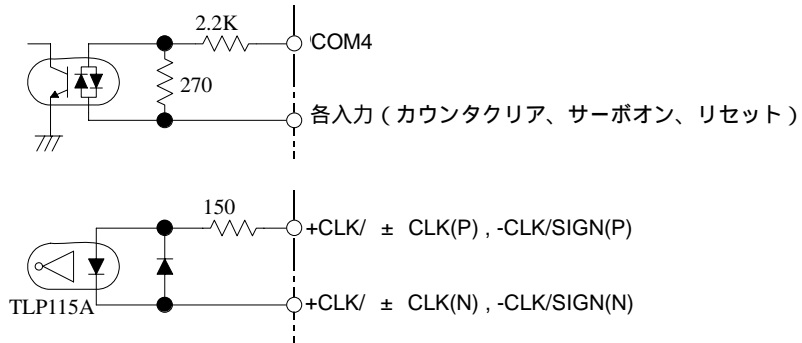 2.2K
COM4
270
各入力（カウンタクリア、サーボオン、リセット）
150
+CLK/ ± CLK(P) , -CLK/SIGN(P)
TLP115A
+CLK/ ± CLK(N) , -CLK/SIGN(N)